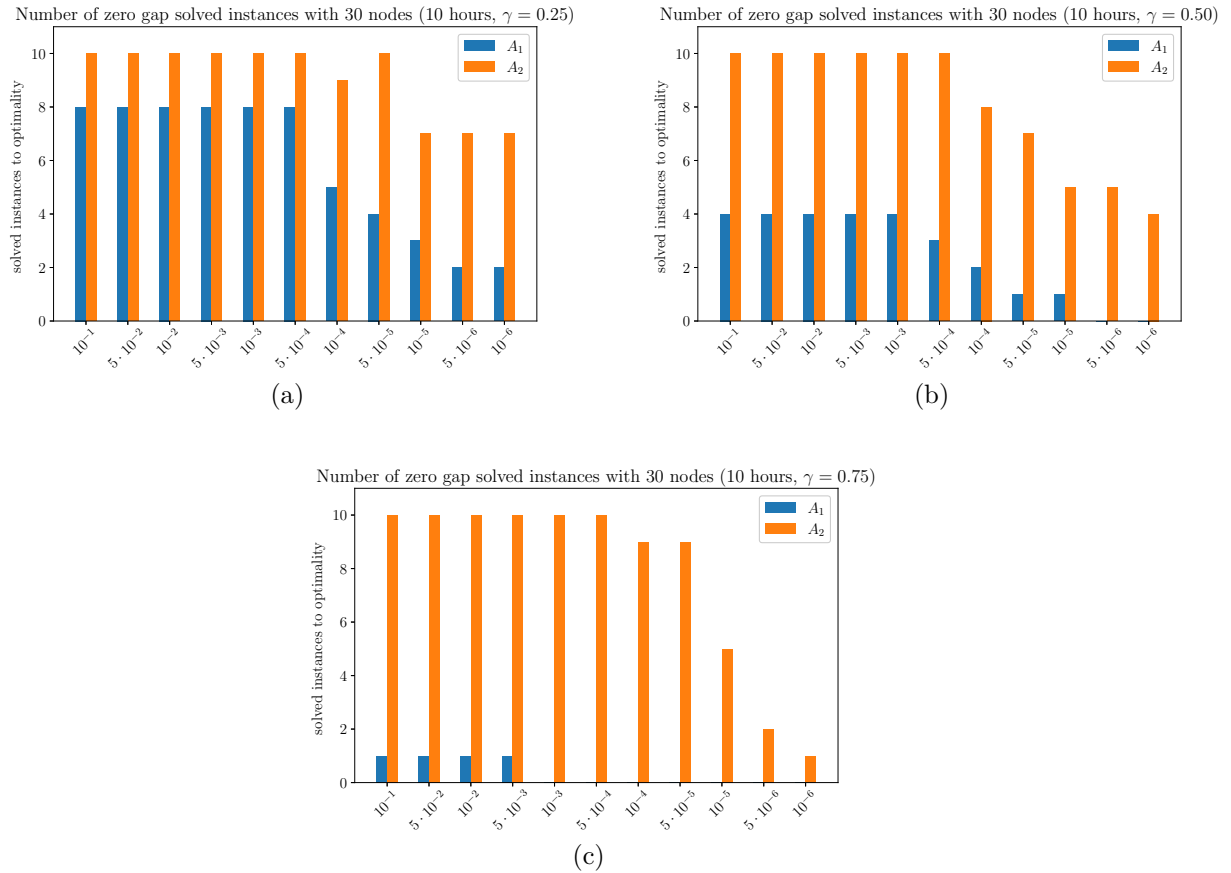 Number of zero gap solved instances with 30 nodes (10 hours, γ = 0.25)
solved instances to optimality
10
8
6
4
2
0
A₁
A₂
10⁻¹
5 · 10⁻²
10⁻²
5 · 10⁻³
10⁻³
5 · 10⁻⁴
10⁻⁴
5 · 10⁻⁵
10⁻⁵
5 · 10⁻⁶
10⁻⁶
(a)
Number of zero gap solved instances with 30 nodes (10 hours, γ = 0.50)
solved instances to optimality
10
8
6
4
2
0
A₁
A₂
10⁻¹
5 · 10⁻²
10⁻²
5 · 10⁻³
10⁻³
5 · 10⁻⁴
10⁻⁴
5 · 10⁻⁵
10⁻⁵
5 · 10⁻⁶
10⁻⁶
(b)
Number of zero gap solved instances with 30 nodes (10 hours, γ = 0.75)
solved instances to optimality
10
8
6
4
2
0
A₁
A₂
10⁻¹
5 · 10⁻²
10⁻²
5 · 10⁻³
10⁻³
5 · 10⁻⁴
10⁻⁴
5 · 10⁻⁵
10⁻⁵
5 · 10⁻⁶
10⁻⁶
(c)